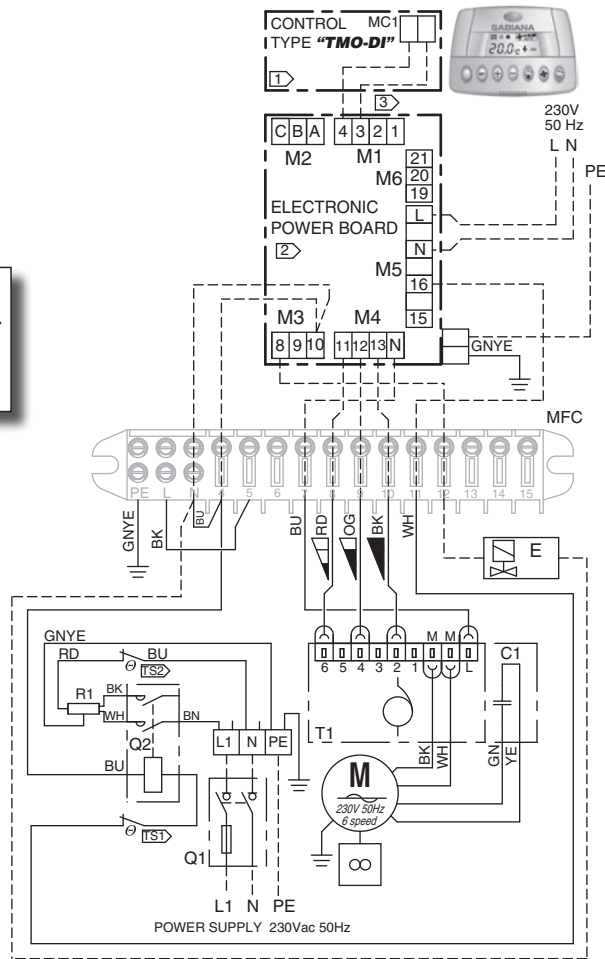 CONTROL MC1
TYPE "TMO-DI"
1
SABIANA
20.0c
3
230V
50 Hz
L N
PE
C B A 4 3 2 1
M2 M1
21
M6 20
19
ELECTRONIC
POWER BOARD
L
2
N
M5
16
15
M3 M4
8 9 10 11 12 13 N
GNYE
MFC
PE L N 4 5 6 7 8 9 10 11 12 13 14 15
GNYE
BK
BU
BU
RD
OG
BK
WH
E
GNYE
RD BU
TS2
R1
BK
WH
BN
Q2
BU
TS1
L1 N PE
Q1
L1 N PE
POWER SUPPLY 230Vac 50Hz
M M
6 5 4 3 2 1 L
C1
T1
BK
WH
GN
YE
M
230V 50Hz
6 speed